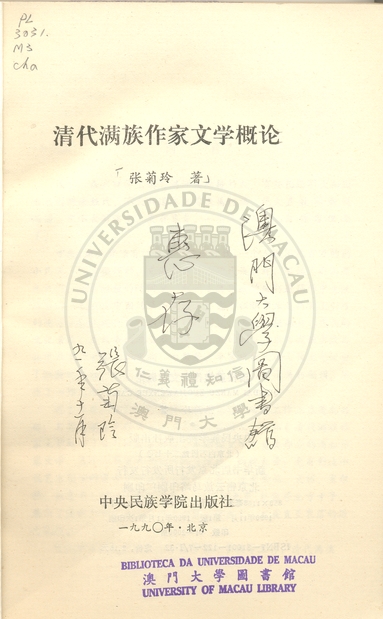 PL
3031.
M5
Cha
清代满族作家文学概论
「张菊玲 著」
UNIVERSIDADE DE MACAU
仁義禮知信
澳門大學
澳門大學圖書館
惠存
張菊玲
九一年十一月
中央民族学院出版社
一九九〇年·北京
BIBLIOTECA DA UNIVERSIDADE DE MACAU
澳門大學圖書館
UNIVERSITY OF MACAU LIBRARY